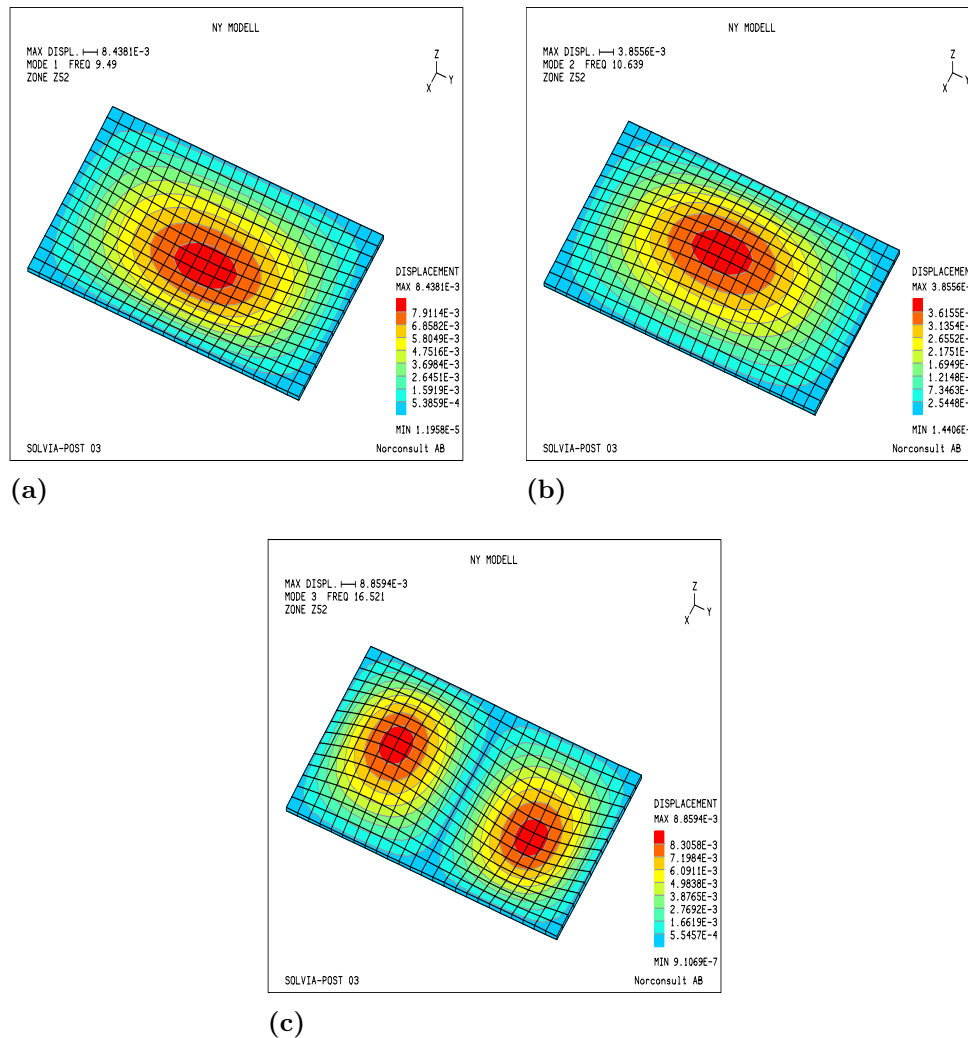 NY MODELL
MAX DISPL. 8.4381E-3
MODE 1 FREQ 9.49
ZONE Z52
Z
X Y
DISPLACEMENT
MAX 8.4381E-3
7.9114E-3
6.8582E-3
5.8049E-3
4.7516E-3
3.6984E-3
2.6451E-3
1.5919E-3
5.3859E-4
MIN 1.1958E-5
SOLVIA-POST 03 Norconsult AB
(a)
NY MODELL
MAX DISPL. 3.8556E-3
MODE 2 FREQ 10.639
ZONE Z52
Z
X Y
DISPLACEMENT
MAX 3.8556E-
3.6155E-
3.1354E-
2.6552E-
2.1751E-
1.6949E-
1.2148E-
7.3463E-
2.5448E-
MIN 1.4406E-
SOLVIA-POST 03 Norconsult AB
(b)
NY MODELL
MAX DISPL. 8.8594E-3
MODE 3 FREQ 16.521
ZONE Z52
Z
X Y
DISPLACEMENT
MAX 8.8594E-3
8.3058E-3
7.1984E-3
6.0911E-3
4.9838E-3
3.8765E-3
2.7692E-3
1.6619E-3
5.5457E-4
MIN 9.1069E-7
SOLVIA-POST 03 Norconsult AB
(c)